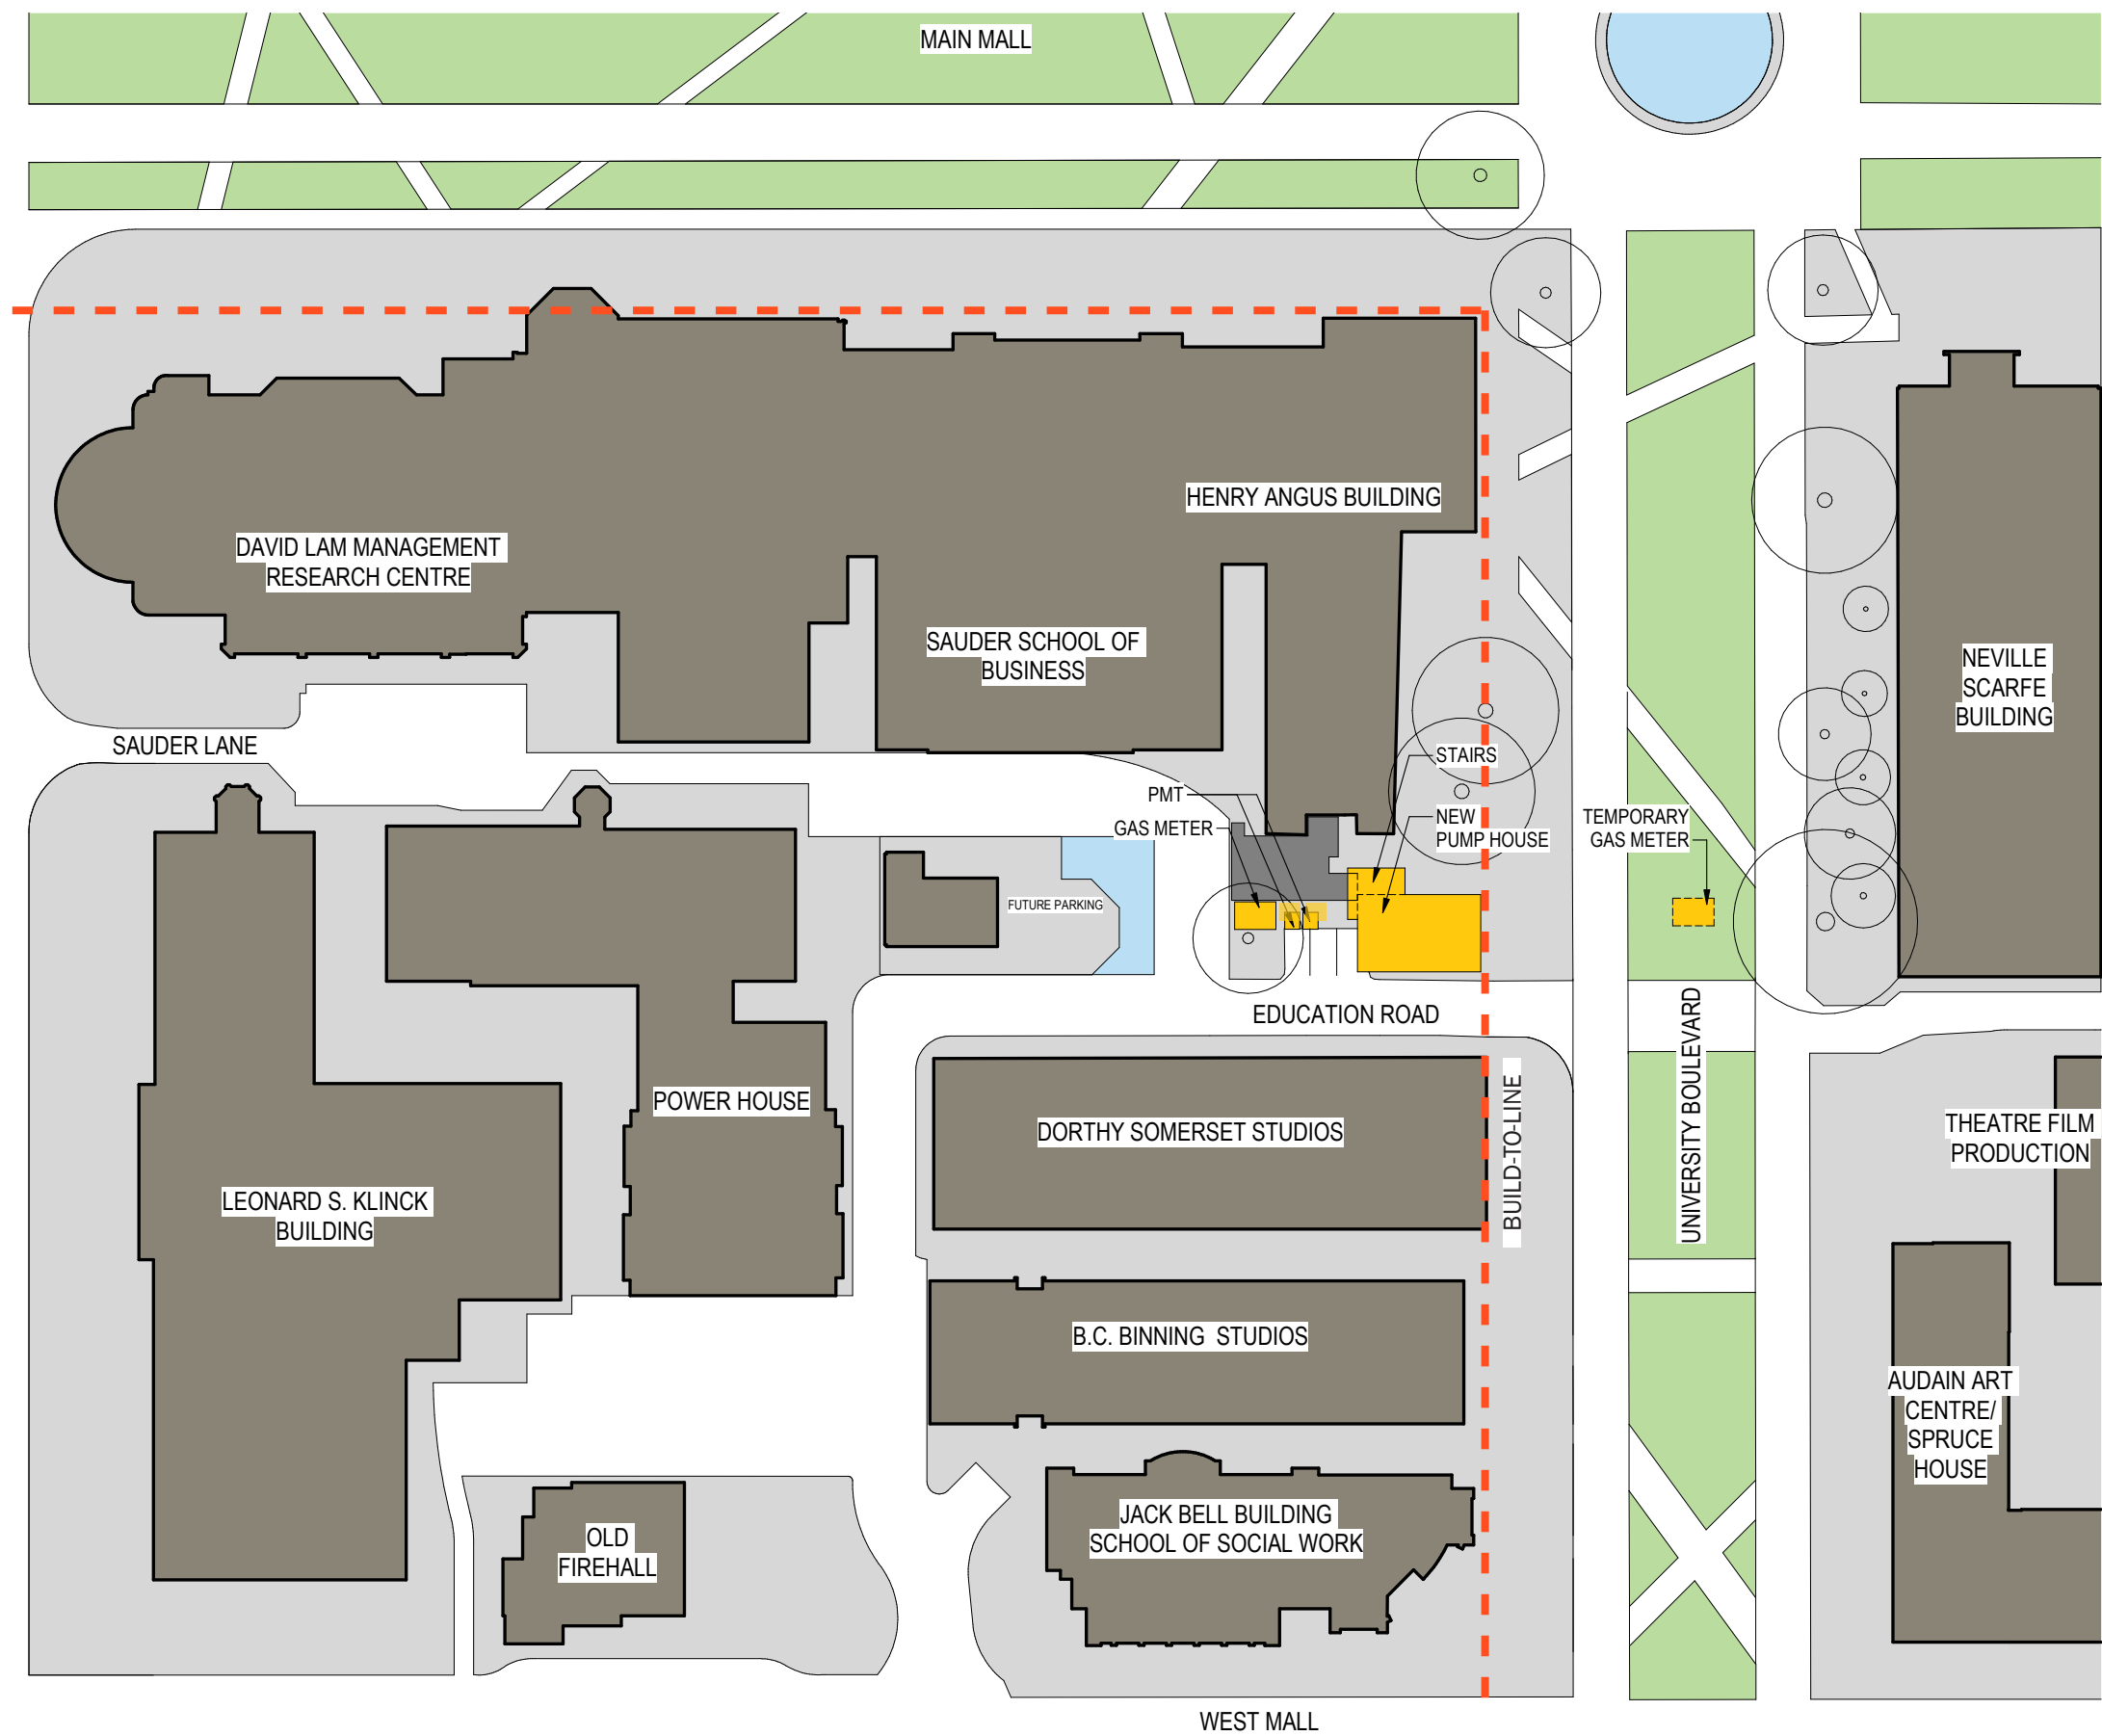 MAIN MALL
HENRY ANGUS BUILDING
DAVID LAM MANAGEMENT
RESEARCH CENTRE
SAUDER SCHOOL OF
BUSINESS
NEVILLE
SCARFE
BUILDING
SAUDER LANE
STAIRS
PMT
GAS METER
NEW
PUMP HOUSE
TEMPORARY
GAS METER
FUTURE PARKING
EDUCATION ROAD
UNIVERSITY BOULEVARD
BUILD-TO-LINE
POWER HOUSE
DORTHY SOMERSET STUDIOS
THEATRE FILM
PRODUCTION
LEONARD S. KLINCK
BUILDING
B.C. BINNING STUDIOS
AUDAIN ART
CENTRE/
SPRUCE
HOUSE
JACK BELL BUILDING
SCHOOL OF SOCIAL WORK
OLD
FIREHALL
WEST MALL